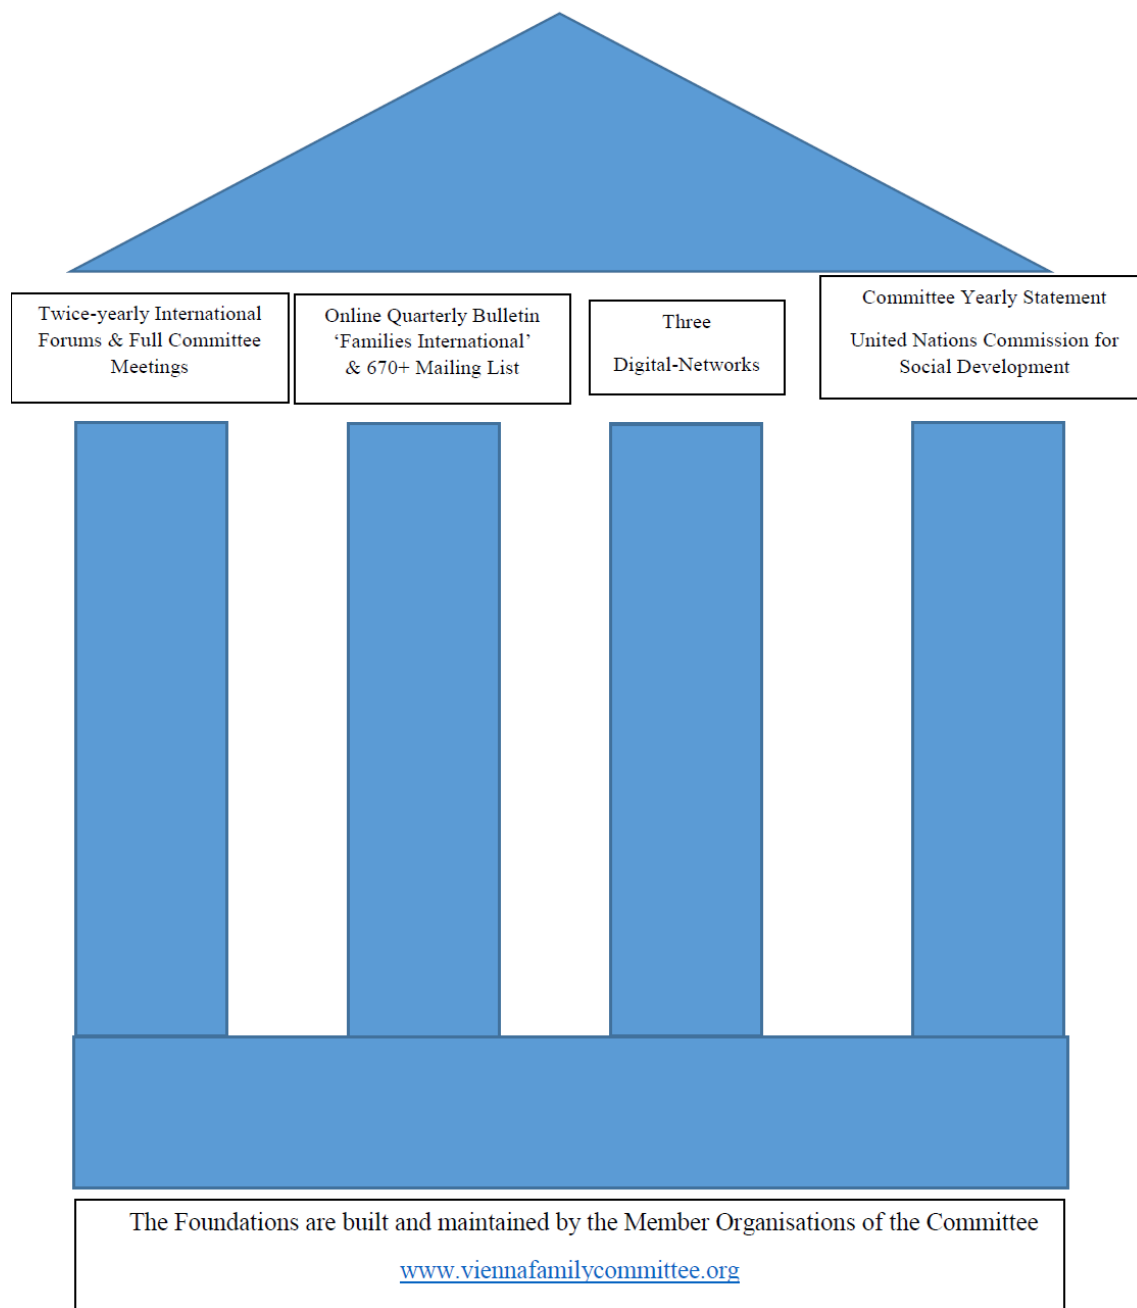 Twice-yearly International
Forums & Full Committee
Meetings
Online Quarterly Bulletin
‘Families International’
& 670+ Mailing List
Three
Digital-Networks
Committee Yearly Statement
United Nations Commission for
Social Development
The Foundations are built and maintained by the Member Organisations of the Committee
www.viennafamilycommittee.org